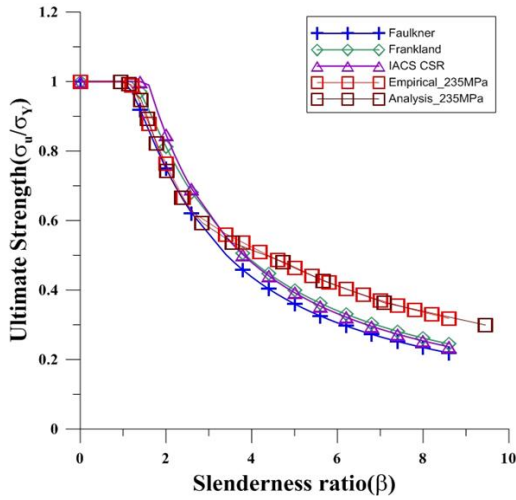 1.2
1
0.8
0.6
0.4
0.2
0
Ultimate Strength(σu/σY)
Faulkner
Frankland
IACS CSR
Empirical_235MPa
Analysis_235MPa
0 2 4 6 8 10
Slenderness ratio(β)